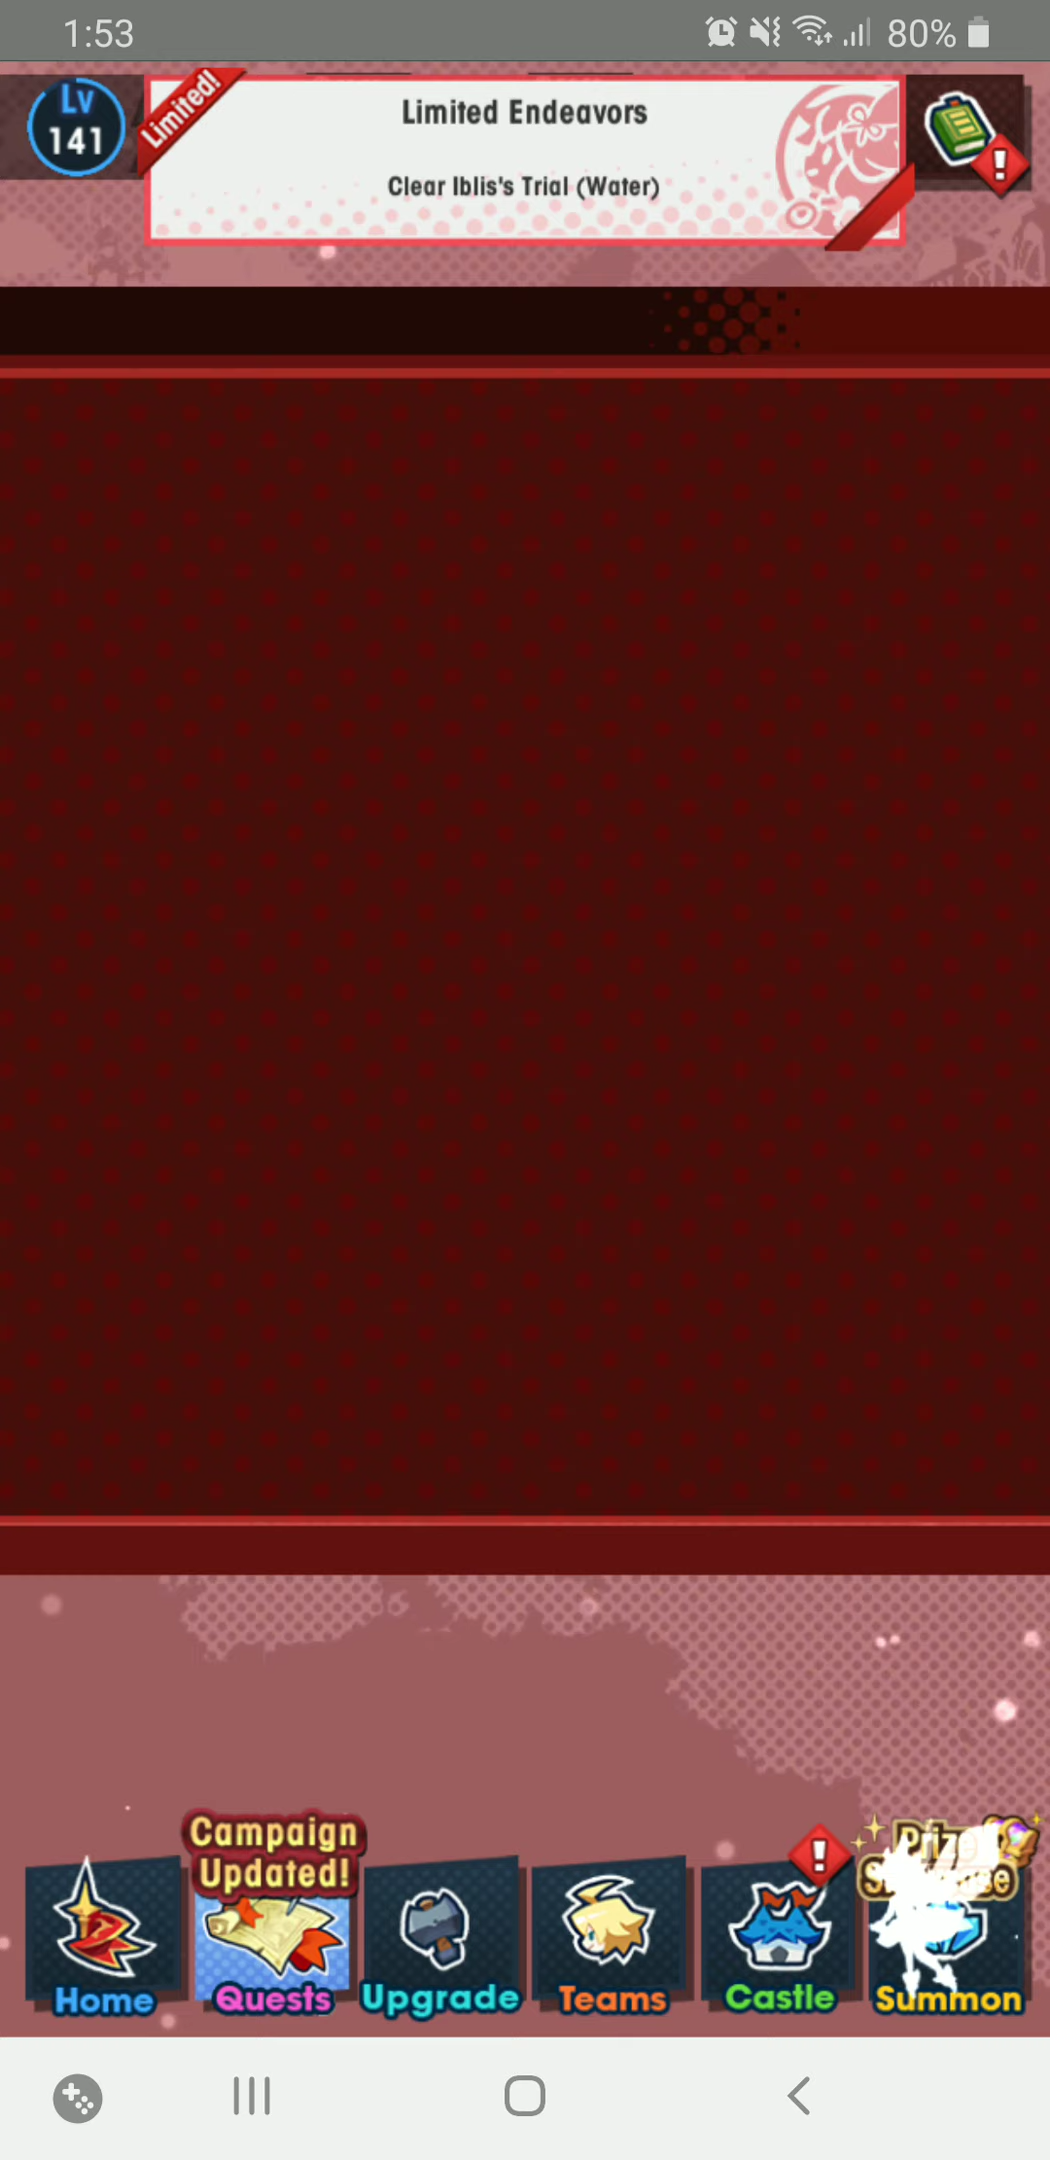 1:53
80%
Lv
141
Limited!
Limited Endeavors
Clear Iblis's Trial (Water)
Campaign
Updated!
Prize
Home
Quests
Upgrade
Teams
Castle
Summon